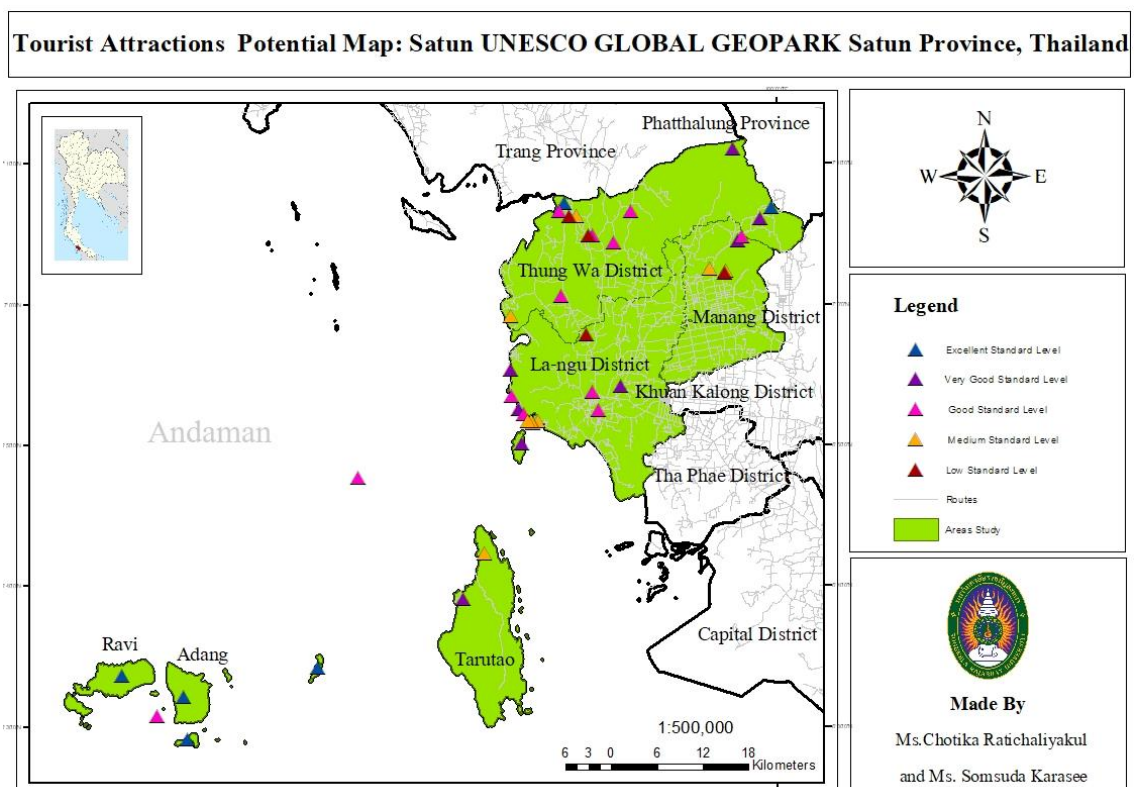 Tourist Attractions Potential Map: Satun UNESCO GLOBAL GEOPARK Satun Province, Thailand
Phatthalung Province
Trang Province
Thung Wa District
Manang District
La-ngu District
Khuan Kalong District
Andaman
Tha Phae District
Capital District
Ravi
Adang
Tarutao
1:500,000
6 3 0 6 12 18
Kilometers
N
W E
S
Legend
Excellent Standard Level
Very Good Standard Level
Good Standard Level
Medium Standard Level
Low Standard Level
Routes
Areas Study
Made By
Ms.Chotika Ratichaliyakul
and Ms. Somsuda Karasee